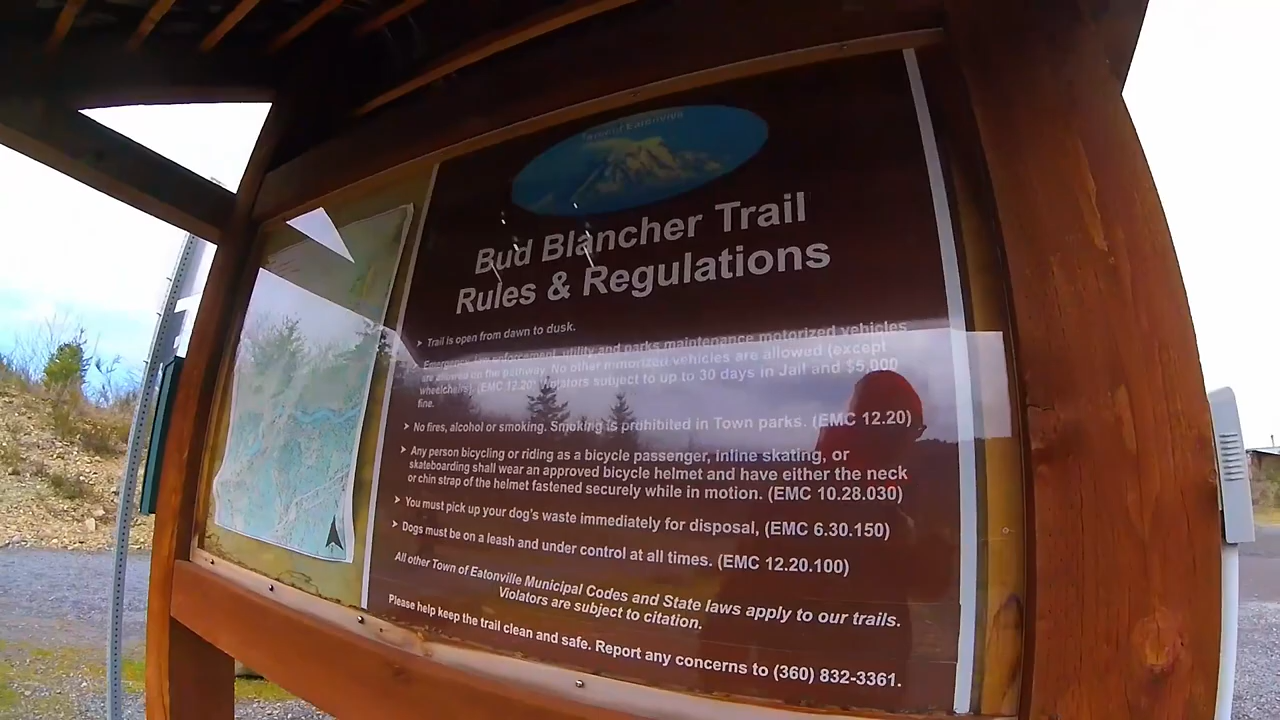 Town of Eatonville
Bud Blancher Trail
Rules & Regulations
➤ Trail is open from dawn to dusk.
➤ Emergency, enforcement, utility and parks maintenance motorized vehicles
are allowed on the pathway. No other motorized vehicles are allowed (except
wheelchairs). (EMC 12.20) Violators subject to up to 30 days in Jail and $5,000
fine.
➤ No fires, alcohol or smoking. Smoking is prohibited in Town parks. (EMC 12.20)
➤ Any person bicycling or riding as a bicycle passenger, inline skating, or
skateboarding shall wear an approved bicycle helmet and have either the neck
or chin strap of the helmet fastened securely while in motion. (EMC 10.28.030)
➤ You must pick up your dog's waste immediately for disposal, (EMC 6.30.150)
➤ Dogs must be on a leash and under control at all times. (EMC 12.20.100)
All other Town of Eatonville Municipal Codes and State laws apply to our trails.
Violators are subject to citation.
Please help keep the trail clean and safe. Report any concerns to (360) 832-3361.